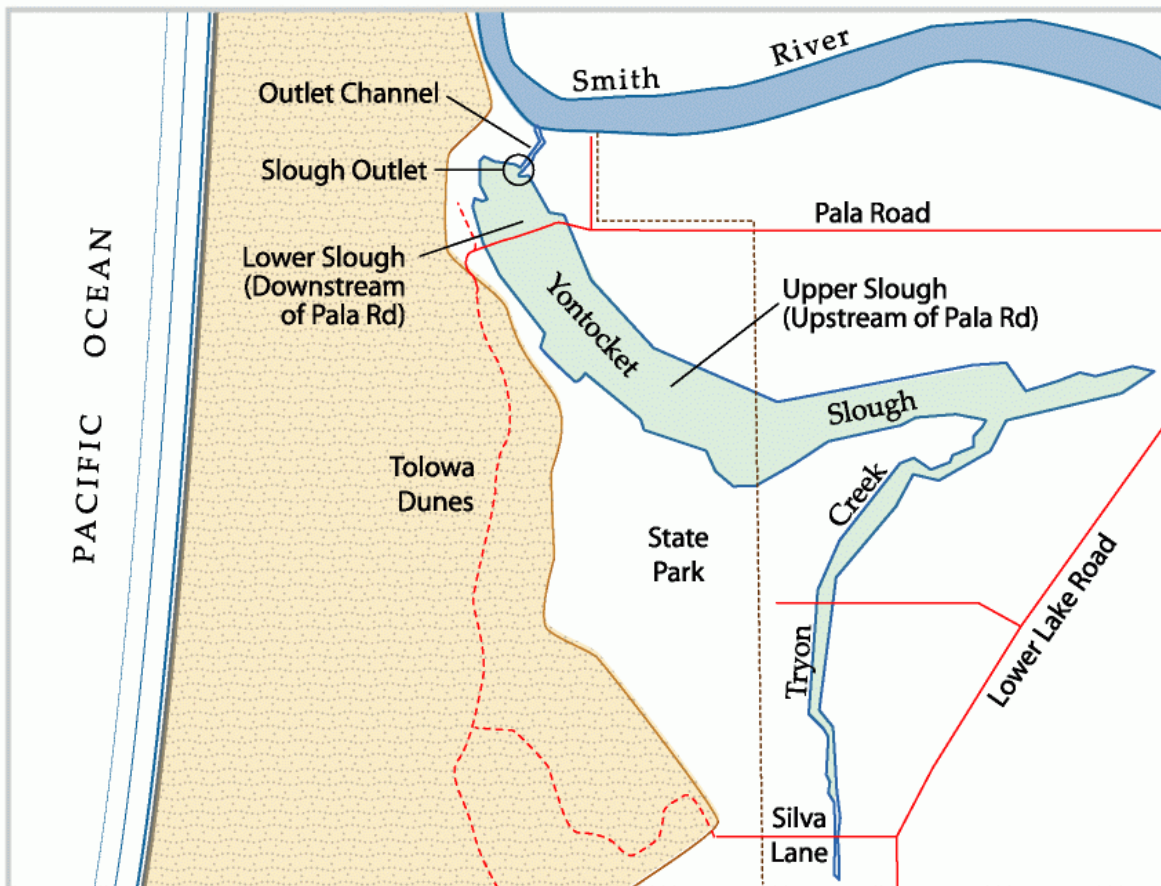 Smith River
Outlet Channel
Slough Outlet
Pala Road
Lower Slough
(Downstream
of Pala Rd)
PACIFIC OCEAN
Upper Slough
(Upstream of Pala Rd)
Yontocket Slough
Tolowa
Dunes
State
Park
Tryon Creek
Lower Lake Road
Silva
Lane